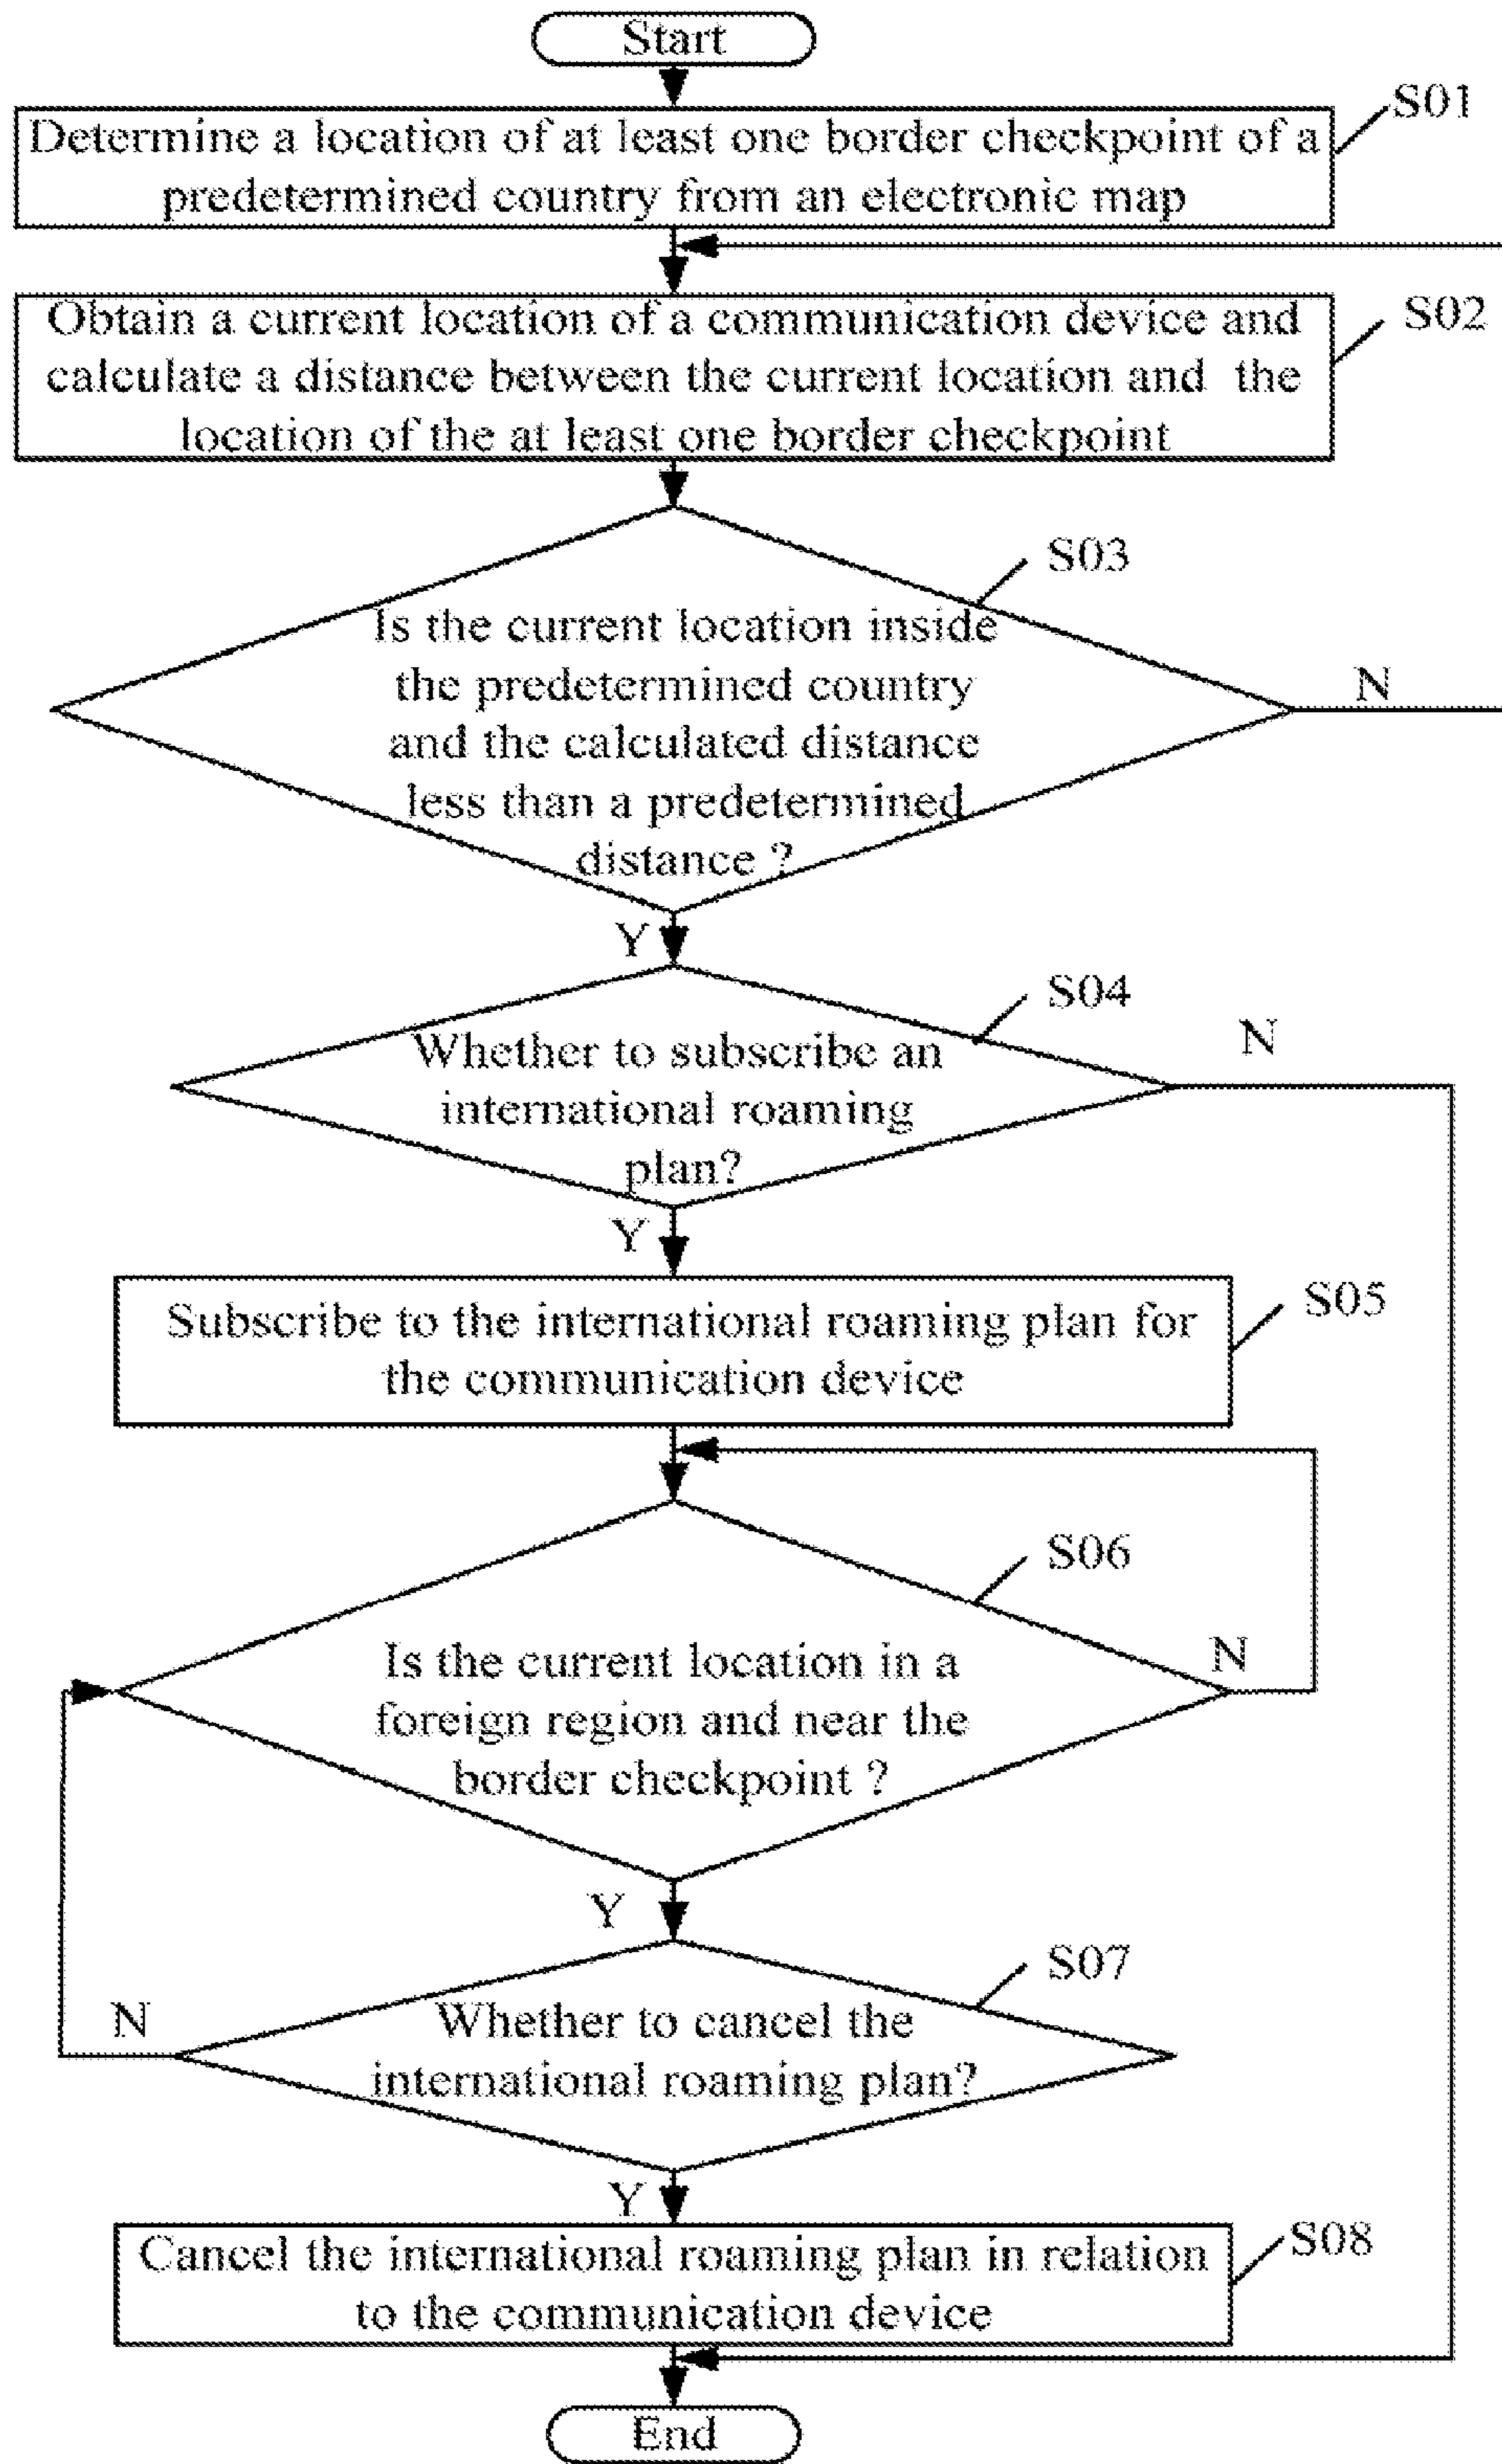 Start
S01
Determine a location of at least one border checkpoint of a
predetermined country from an electronic map
S02
Obtain a current location of a communication device and
calculate a distance between the current location and the
location of the at least one border checkpoint
S03
Is the current location inside
the predetermined country
and the calculated distance
less than a predetermined
distance ?
N
Y
S04
Whether to subscribe an
international roaming
plan?
N
Y
S05
Subscribe to the international roaming plan for
the communication device
S06
Is the current location in a
foreign region and near the
border checkpoint ?
N
Y
S07
Whether to cancel the
international roaming plan?
N
Y
S08
Cancel the international roaming plan in relation
to the communication device
End